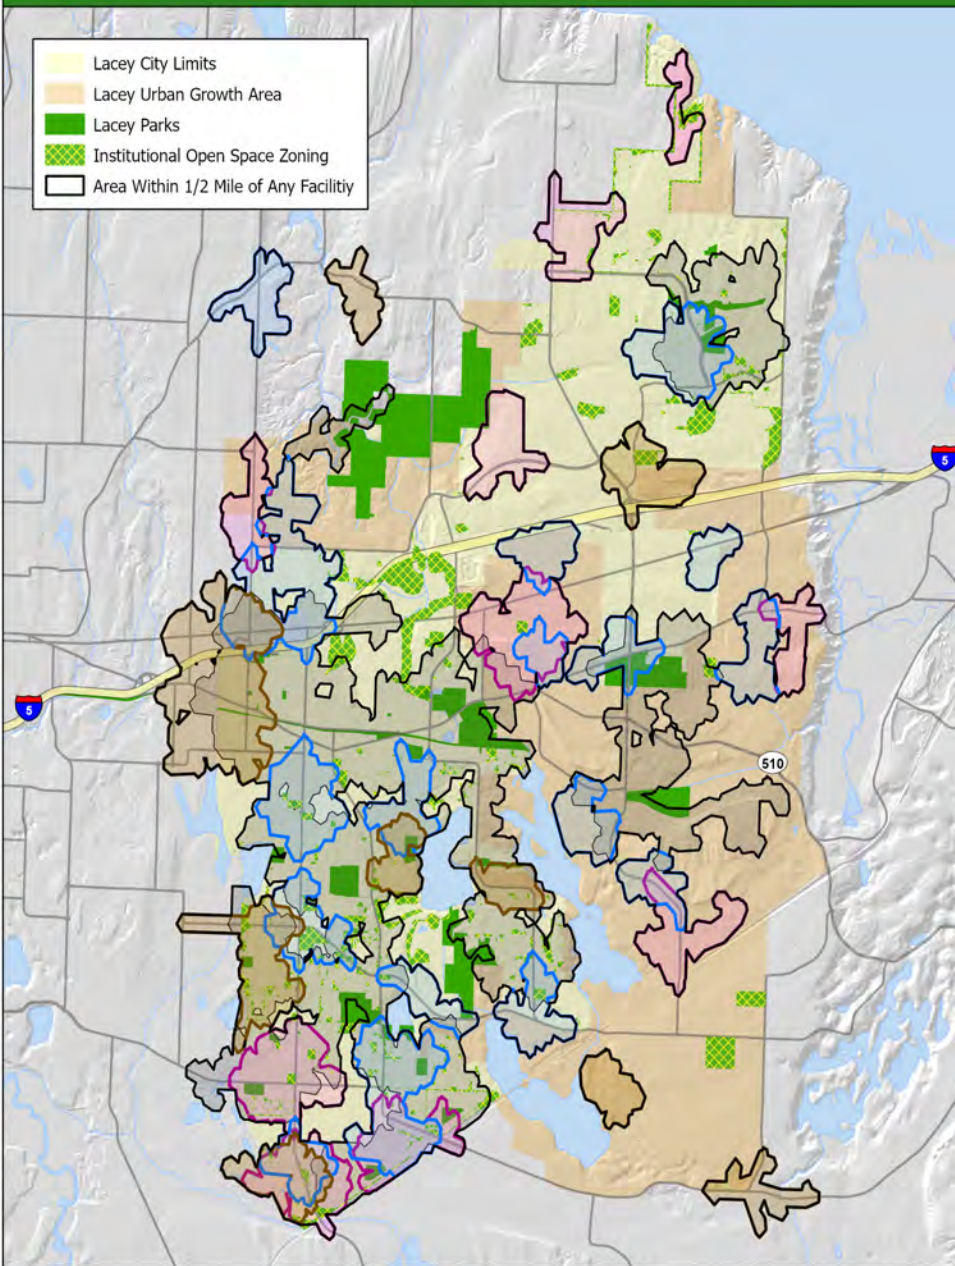 Lacey City Limits
Lacey Urban Growth Area
Lacey Parks
Institutional Open Space Zoning
Area Within 1/2 Mile of Any Facilitiy
5
5
510